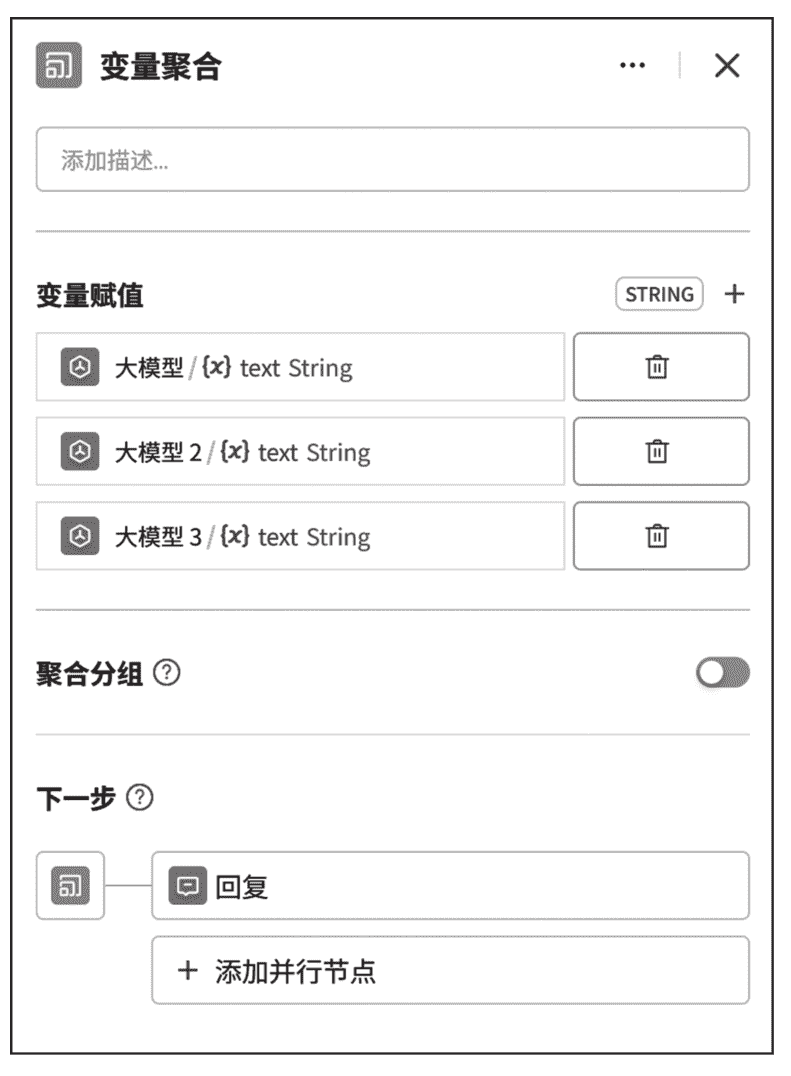 变量聚合
添加描述...
变量赋值 STRING
大模型/{x} text String
大模型 2/{x} text String
大模型 3/{x} text String
聚合分组 ?
下一步 ?
回复
+ 添加并行节点